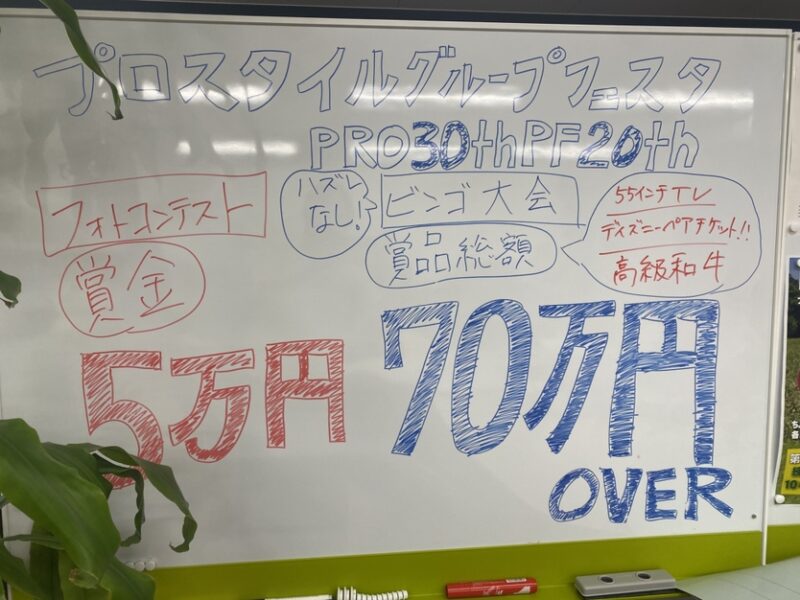 プロスタイルグループフェスタ
PRO30thPF20th
フォトコンテスト
賞金
5万円
ハズレ
なし!
ビンゴ大会
賞品総額
55インチTレ
ディズニーペアチケット!!
高級和牛
70万円
OVER